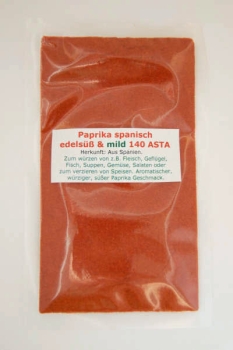 Paprika spanisch
edelsüß & mild 140 ASTA
Herkunft: Aus Spanien.
Zum würzen von z.B. Fleisch, Geflügel,
Fisch, Suppen, Gemüse, Salaten oder
zum verzieren von Speisen. Aromatischer,
würziger, süßer Paprika Geschmack.